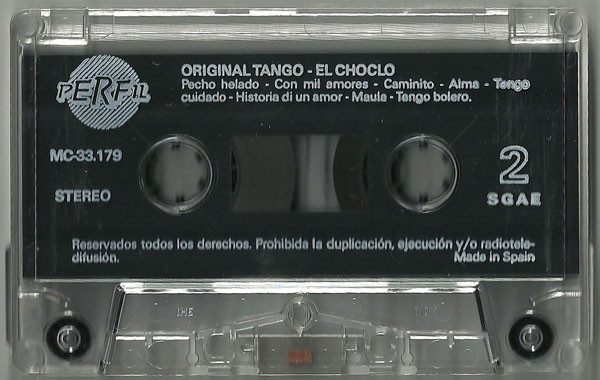 PERFIL
ORIGINAL TANGO - EL CHOCLO
Pecho helado - Con mil amores - Caminito - Alma - Tengo
cuidado - Historia di un amor - Maula - Tengo bolero.
MC-33.179
STEREO
2
SGAE
Reservados todos los derechos. Prohibida la duplicación, ejecución y/o radiotele-
difusión.
Made in Spain